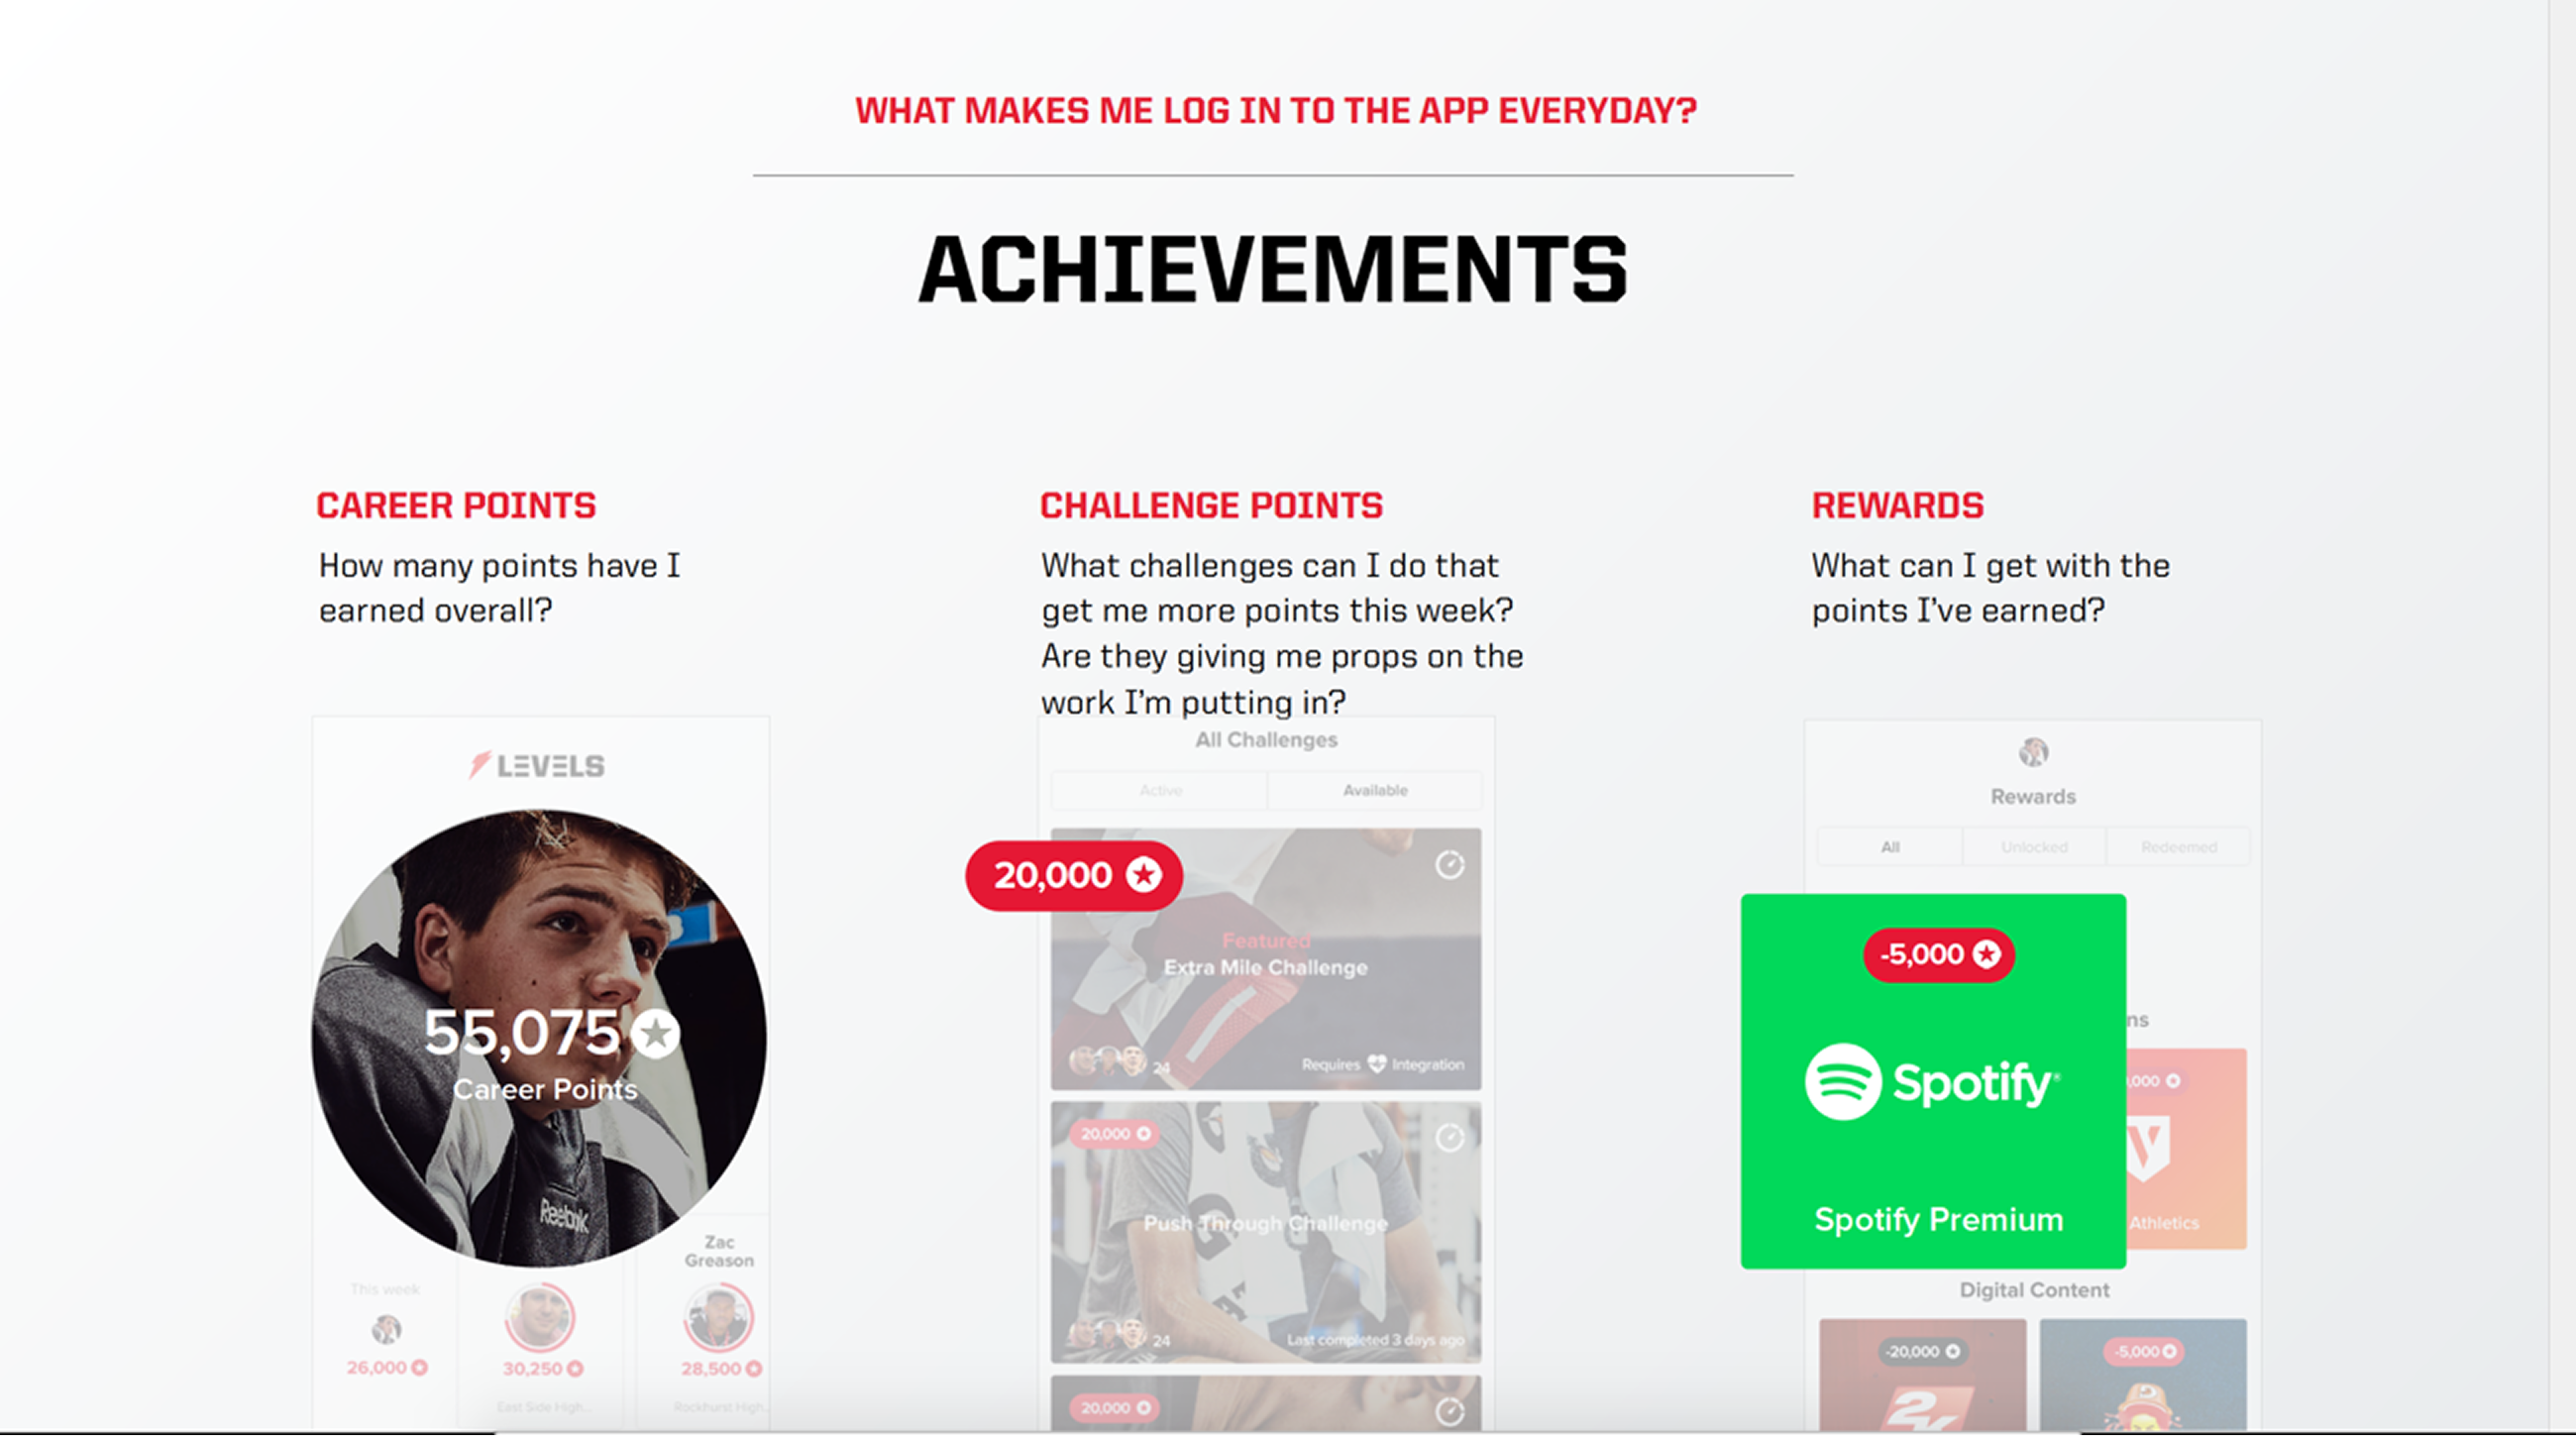 WHAT MAKES ME LOG IN TO THE APP EVERYDAY?
ACHIEVEMENTS
CAREER POINTS
How many points have I
earned overall?
LEVELS
55,075
Career Points
Reebok
This week
26,000
30,250
East Side High...
Zac
Greason
28,500
Rockhurst High...
CHALLENGE POINTS
What challenges can I do that
get me more points this week?
Are they giving me props on the
work I'm putting in?
All Challenges
Active
Available
20,000
Featured
Extra Mile Challenge
24
Requires Integration
20,000
Push Through Challenge
24
Last completed 3 days ago
20,000
REWARDS
What can I get with the
points I've earned?
Rewards
All
Unlocked
Redeemed
-5,000
Spotify
Spotify Premium
ns
,000
Athletics
Digital Content
-20,000
2K
-5,000